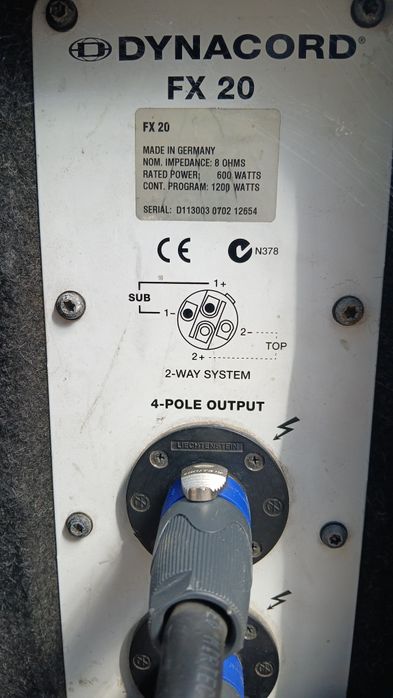 DYNACORD®
FX 20
FX 20
MADE IN GERMANY
NOM. IMPEDANCE: 8 OHMS
RATED POWER: 600 WATTS
CONT. PROGRAM: 1200 WATTS
SERIAL: D113003 0702 12654
CE N378
1+
SUB
1-
2-
TOP
2+
2-WAY SYSTEM
4-POLE OUTPUT
LIECHTENSTEIN